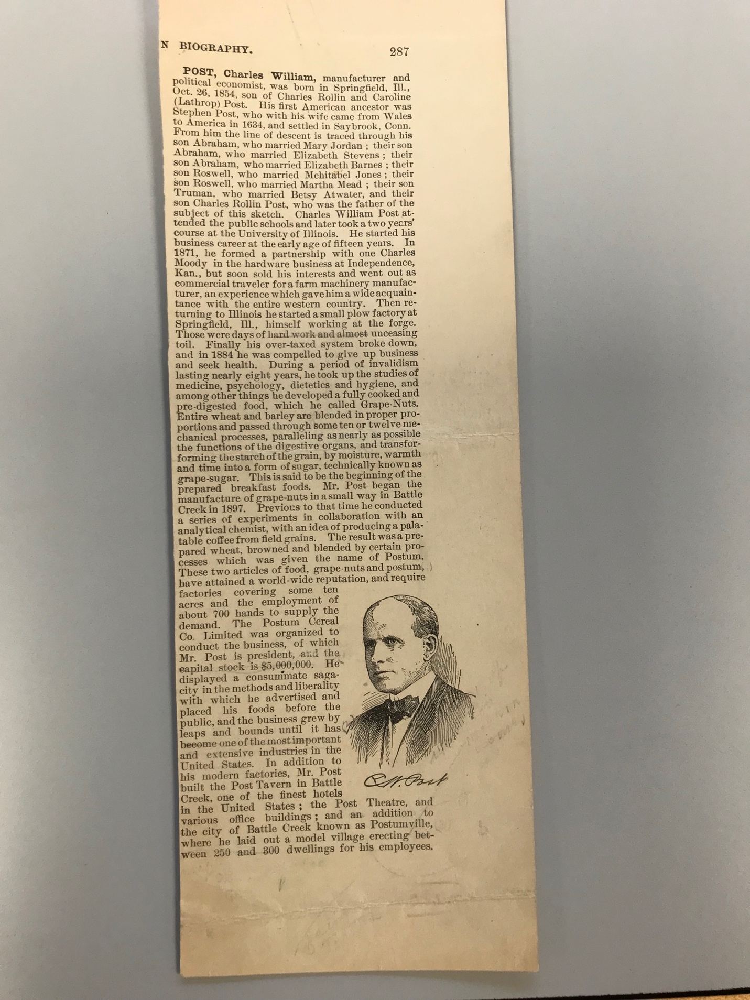 N BIOGRAPHY. 287
POST, Charles William, manufacturer and
political economist, was born in Springfield, Ill.,
Oct. 26, 1854, son of Charles Rollin and Caroline
(Lathrop) Post. His first American ancestor was
Stephen Post, who with his wife came from Wales
to America in 1634, and settled in Saybrook, Conn.
From him the line of descent is traced through his
son Abraham, who married Mary Jordan ; their son
Abraham, who married Elizabeth Stevens ; their
son Abraham, who married Elizabeth Barnes ; their
son Roswell, who married Mehitabel Jones ; their
son Roswell, who married Martha Mead ; their son
Truman, who married Betsy Atwater, and their
son Charles Rollin Post, who was the father of the
subject of this sketch. Charles William Post at-
tended the public schools and later took a two years'
course at the University of Illinois. He started his
business career at the early age of fifteen years. In
1871, he formed a partnership with one Charles
Moody in the hardware business at Independence,
Kan., but soon sold his interests and went out as
commercial traveler for a farm machinery manufac-
turer, an experience which gave him a wide acquain-
tance with the entire western country. Then re-
turning to Illinois he started a small plow factory at
Springfield, Ill., himself working at the forge.
Those were days of hard work and almost unceasing
toil. Finally his over-taxed system broke down,
and in 1884 he was compelled to give up business
and seek health. During a period of invalidism
lasting nearly eight years, he took up the studies of
medicine, psychology, dietetics and hygiene, and
among other things he developed a fully cooked and
pre-digested food, which he called Grape-Nuts.
Entire wheat and barley are blended in proper pro-
portions and passed through some ten or twelve me-
chanical processes, paralleling as nearly as possible
the functions of the digestive organs, and transfor-
forming the starch of the grain, by moisture, warmth
and time into a form of sugar, technically known as
grape-sugar. This is said to be the beginning of the
prepared breakfast foods. Mr. Post began the
manufacture of grape-nuts in a small way in Battle
Creek in 1897. Previous to that time he conducted
a series of experiments in collaboration with an
analytical chemist, with an idea of producing a pala-
table coffee from field grains. The result was a pre-
pared wheat, browned and blended by certain pro-
cesses which was given the name of Postum.
These two articles of food, grape-nuts and postum,
have attained a world-wide reputation, and require
factories covering some ten
acres and the employment of
about 700 hands to supply the
demand. The Postum Cereal
Co. Limited was organized to
conduct the business, of which
Mr. Post is president, and the
capital stock is $5,000,000. He
displayed a consummate saga-
city in the methods and liberality
with which he advertised and
placed his foods before the
public, and the business grew by
leaps and bounds until it has
become one of the most important
and extensive industries in the
United States. In addition to
his modern factories, Mr. Post
built the Post Tavern in Battle
Creek, one of the finest hotels
in the United States ; the Post Theatre, and
various office buildings ; and an addition to
the city of Battle Creek known as Postumville,
where he laid out a model village erecting bet-
ween 250 and 300 dwellings for his employees.
C. W. Post